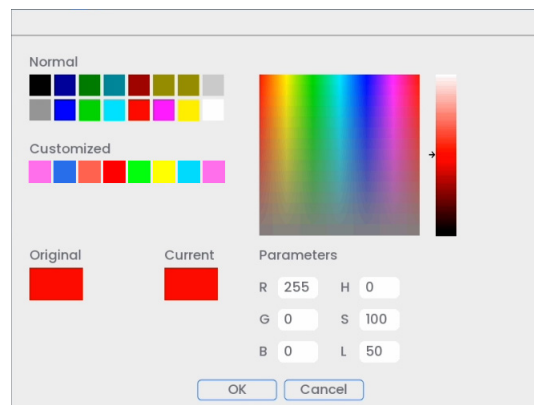 Normal
Customized
Original Current Parameters
R 255 H 0
G 0 S 100
B 0 L 50
OK Cancel